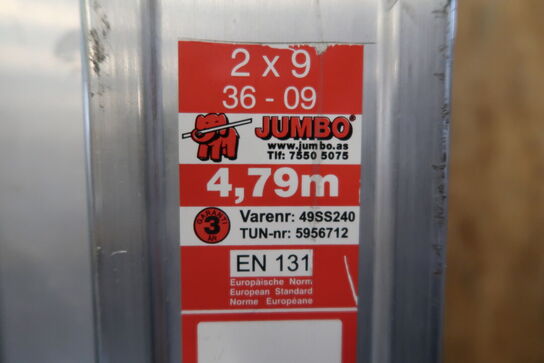 2 x 9
36 - 09
JUMBO®
www.jumbo.as
Tlf: 7550 5075
4,79m
GARANTI
3
ÅR
Varenr: 49SS240
TUN-nr: 5956712
EN 131
Europäische Norm
European Standard
Norme Européane